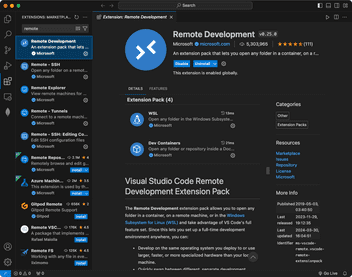 Search
EXTENSIONS: MARKETPLACE
remote
Remote Development
An extension pack that lets
Microsoft
Remote - SSH
Open any folder on a remot
Microsoft
Remote Explorer
View remote machines for
Microsoft
Remote - Tunnels
Connect to a remote machi
Microsoft
Remote - SSH: Editing Co
Edit SSH configuration files
Microsoft
Remote Repos
Remotely browse and edit g
Microsoft
Install
Azure Machin
This extension is used by th
Microsoft
Install
Gitpod Remote
Gitpod Remote Support
Gitpod
Install
Remote VSC
A package that implements
Rafael Maiolla
Install
Remote FS
Working with any file in eve
Install
Extension: Remote Development
Remote Development
v0.25.0
Microsoft
microsoft.com
(111)
An extension pack that lets you open any folder in a container, on a r
Disable
Uninstall
This extension is enabled globally.
DETAILS
FEATURES
Extension Pack (4)
WSL
Open any folder in the Windows Subsyste
Microsoft
Dev Containers
Open any folder or repository inside a Do
Microsoft
Visual Studio Code Remote
Development Extension Pack
The Remote Development extension pack allows you to open
any folder in a container, on a remote machine, or in the Windows
Subsystem for Linux (WSL) and take advantage of VS Code's full
feature set. Since this lets you set up a full-time development
environment anywhere, you can:
Develop on the same operating system you deploy to or use
larger, faster, or more specialized hardware than your local
machine.
Categories
Other
Extension Packs
Resources
Marketplace
Issues
Repository
License
Microsoft
More Info
Published
Last
released
Last
updated
Identifier
ms-vscode-
remote.vscode-
remote-
extensionpack